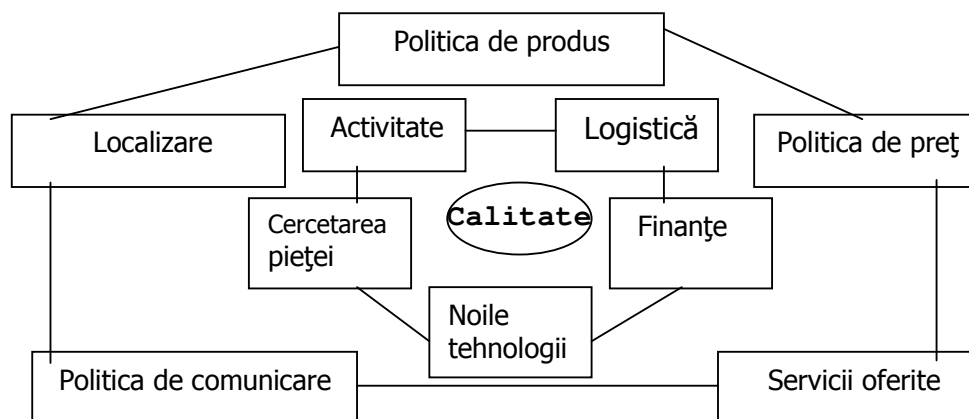 Politica de produs
Localizare
Activitate
Logistică
Politica de preţ
Cercetarea
pieţei
Calitate
Finanţe
Noile
tehnologii
Politica de comunicare
Servicii oferite